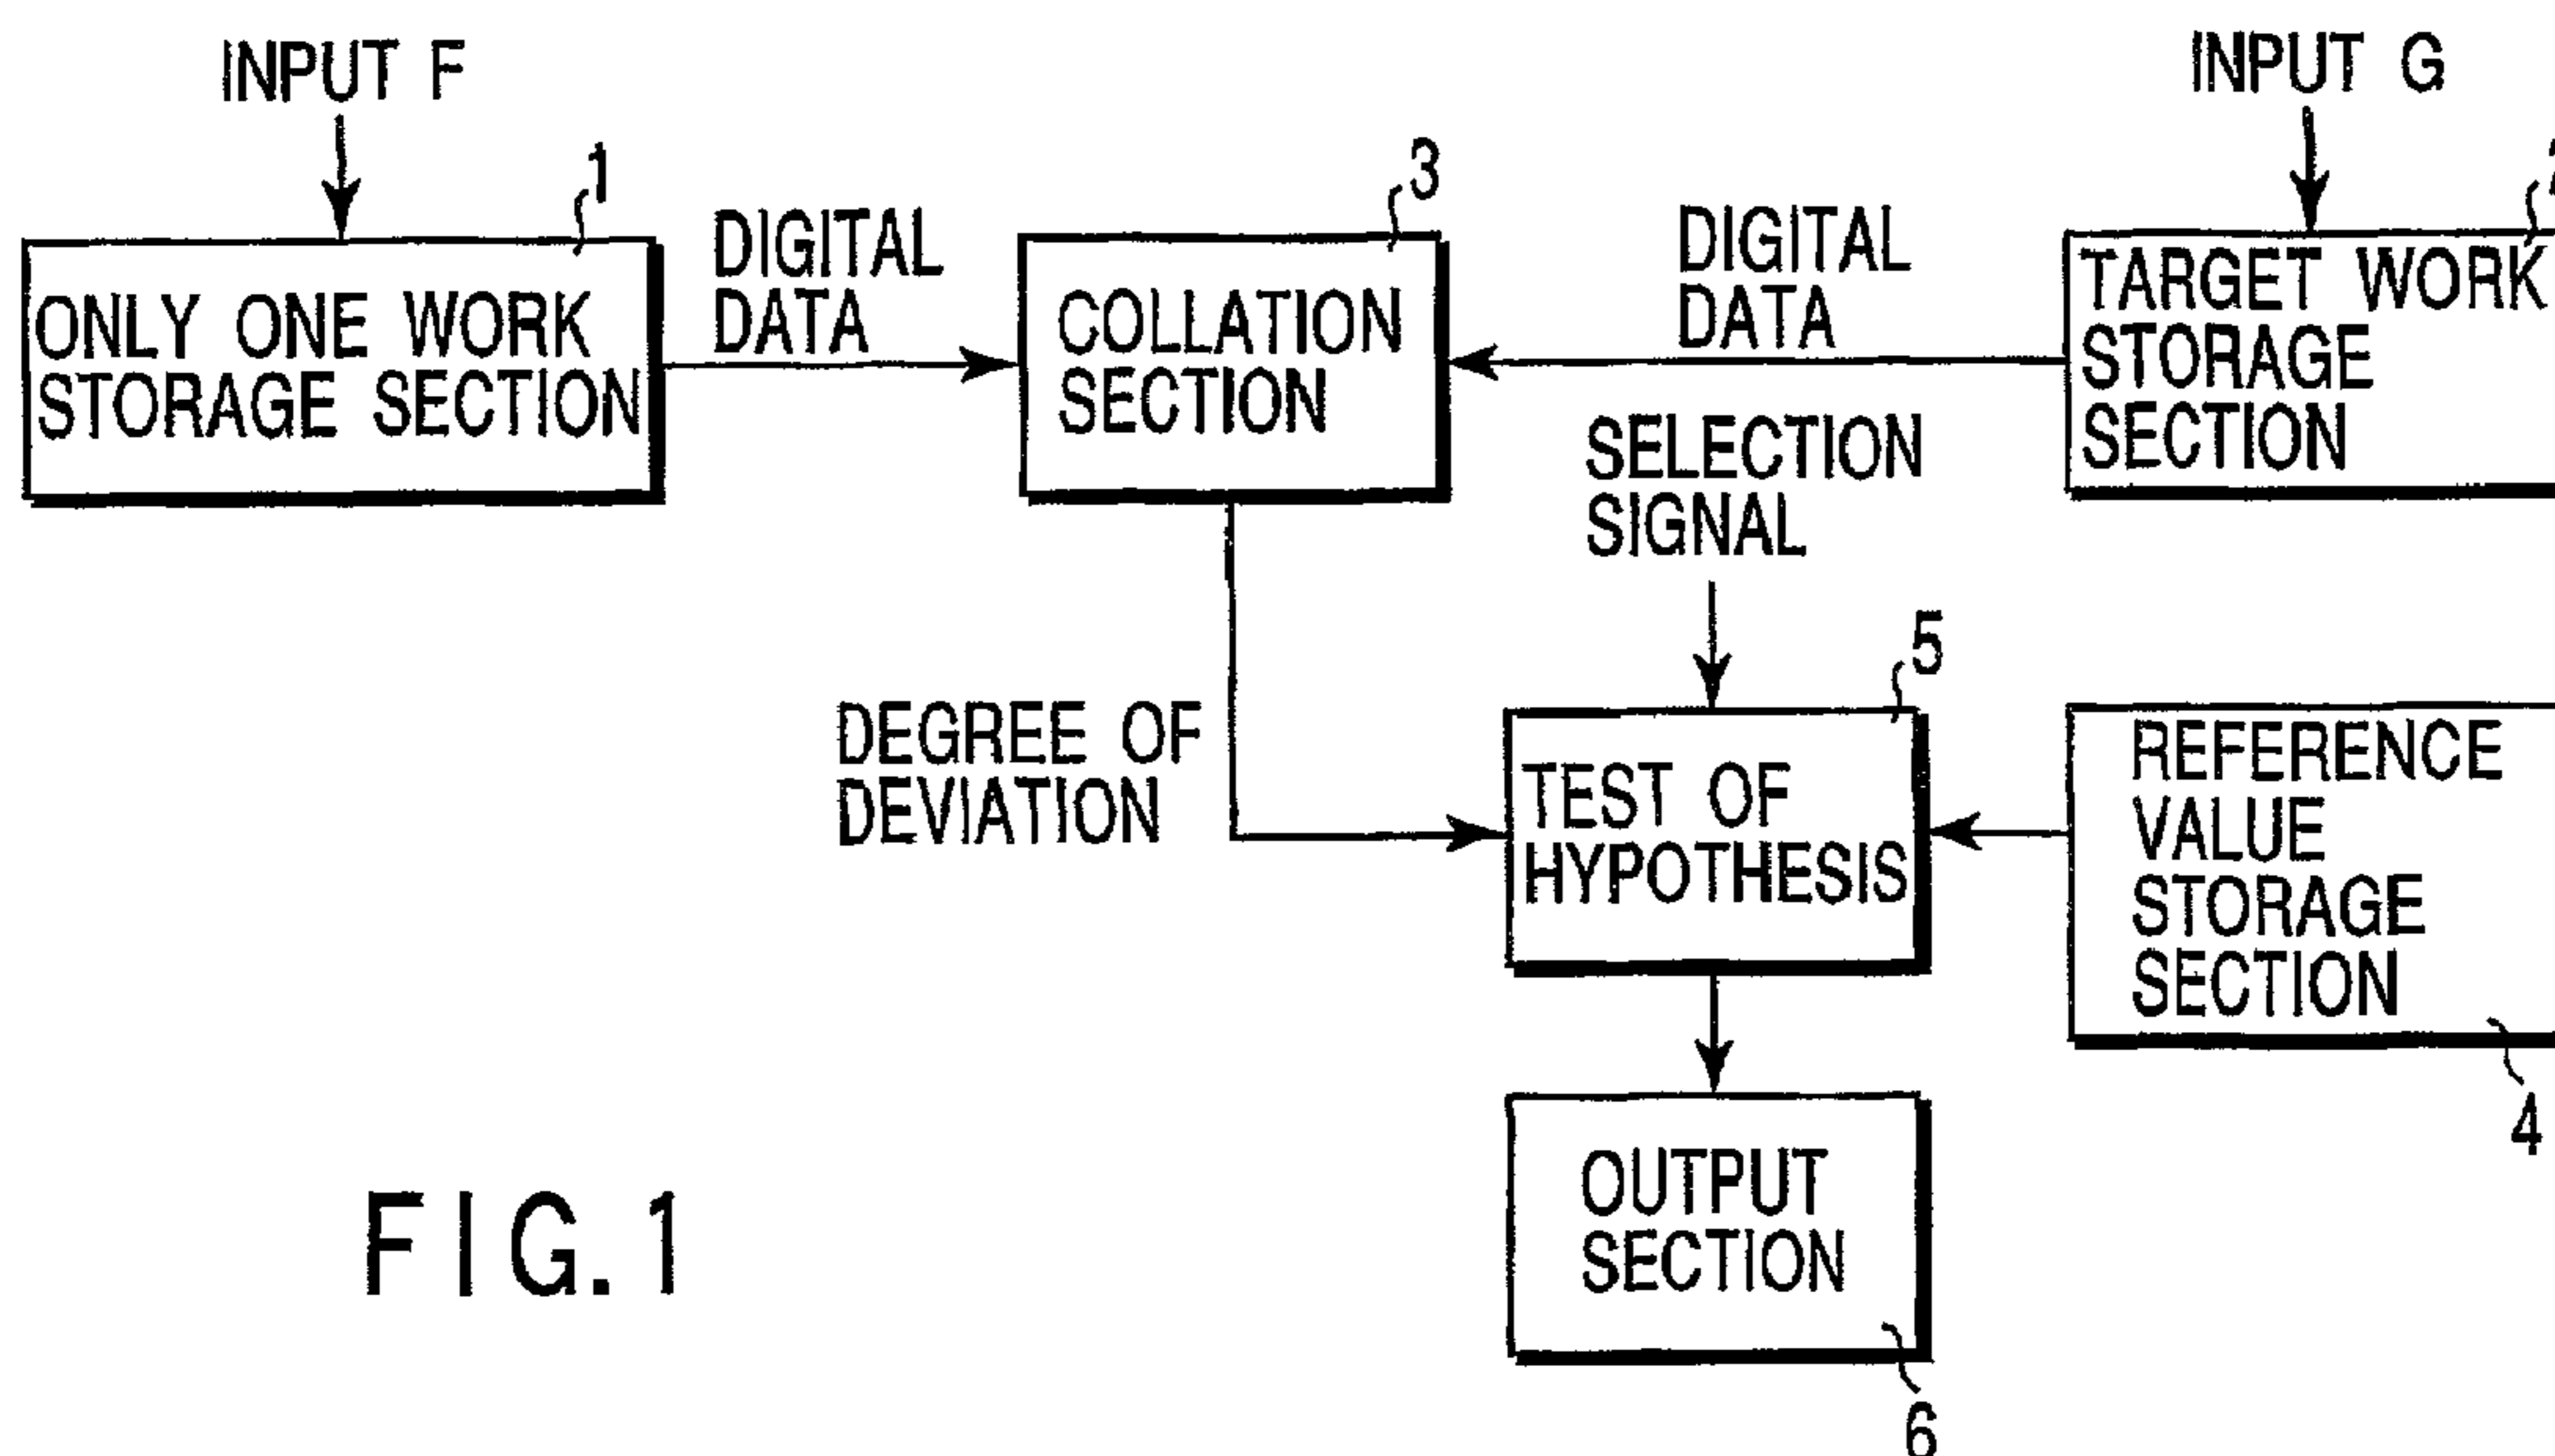 INPUT F
INPUT G
1
3
2
ONLY ONE WORK
STORAGE SECTION
DIGITAL
DATA
COLLATION
SECTION
DIGITAL
DATA
TARGET WORK
STORAGE
SECTION
SELECTION
SIGNAL
DEGREE OF
DEVIATION
5
TEST OF
HYPOTHESIS
REFERENCE
VALUE
STORAGE
SECTION
4
OUTPUT
SECTION
6
FIG.1